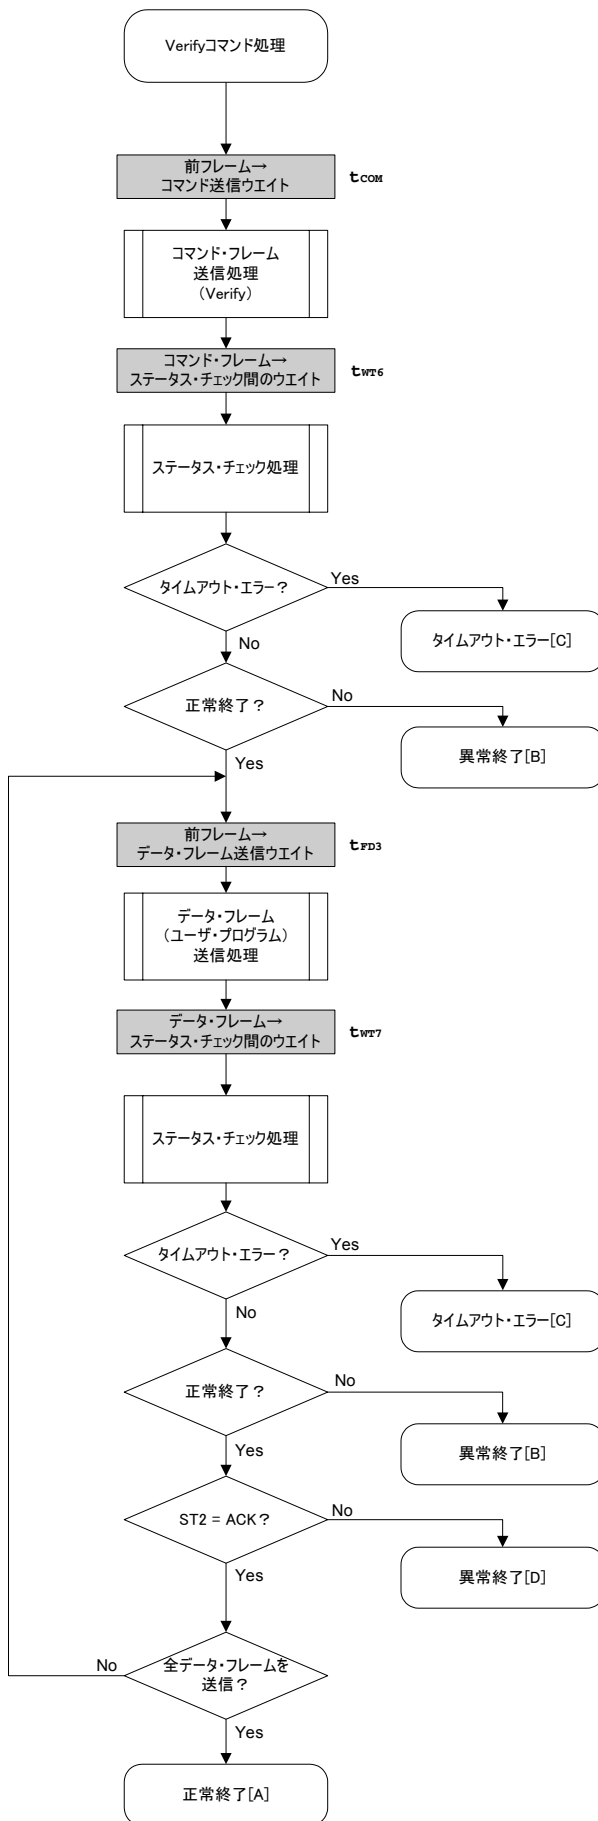 Verifyコマンド処理
前フレーム→
コマンド送信ウエイト
tCOM
コマンド・フレーム
送信処理
（Verify）
コマンド・フレーム→
ステータス・チェック間のウエイト
tWT6
ステータス・チェック処理
タイムアウト・エラー？
Yes
タイムアウト・エラー[C]
No
正常終了？
No
異常終了[B]
Yes
前フレーム→
データ・フレーム送信ウエイト
tFD3
データ・フレーム
（ユーザ・プログラム）
送信処理
データ・フレーム→
ステータス・チェック間のウエイト
tWT7
ステータス・チェック処理
タイムアウト・エラー？
Yes
タイムアウト・エラー[C]
No
正常終了？
No
異常終了[B]
Yes
ST2 = ACK？
No
異常終了[D]
Yes
全データ・フレームを
送信？
No
Yes
正常終了[A]